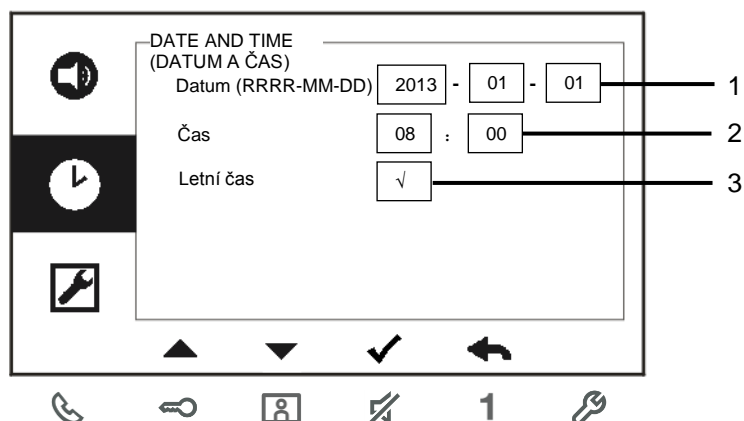 DATE AND TIME
(DATUM A ČAS)
Datum (RRRR-MM-DD) 2013 - 01 - 01 1
Čas 08 : 00 2
Letní čas √ 3
1